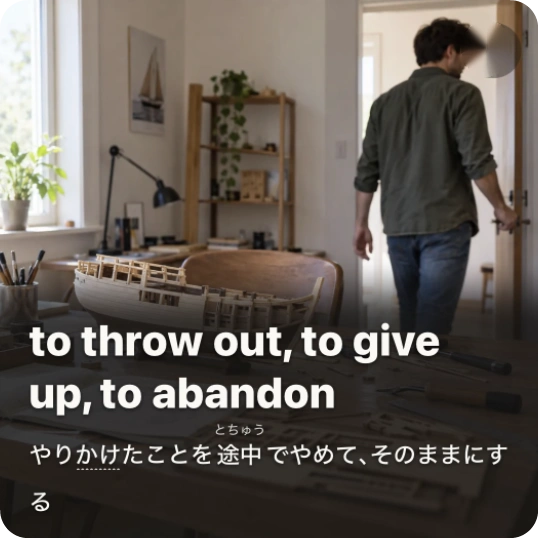 to throw out, to give
up, to abandon
とちゅう
やりかけたことを途中でやめて、そのままにす
る